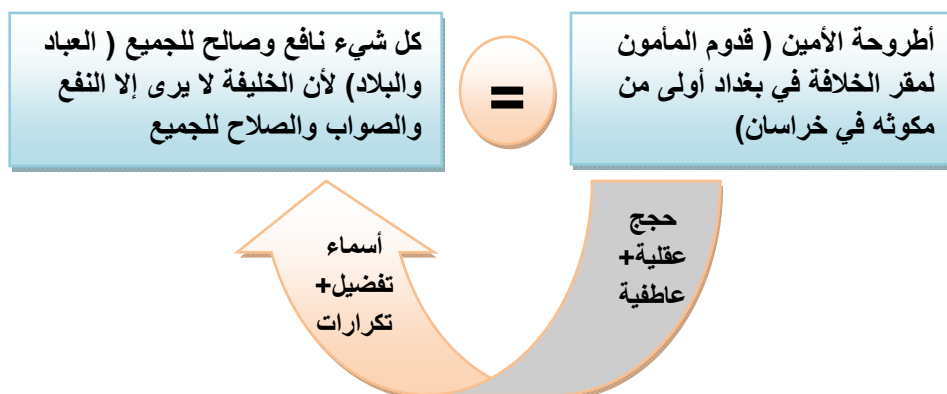 أطروحة الأمين ( قدوم المأمون
لمقر الخلافة في بغداد أولى من
مكوثه في خراسان)
=
كل شيء نافع وصالح للجميع ( العباد
والبلاد) لأن الخليفة لا يرى إلا النفع
والصواب والصلاح للجميع
حجج
عقلية+
عاطفية
أسماء
تفضيل+
تكرارات